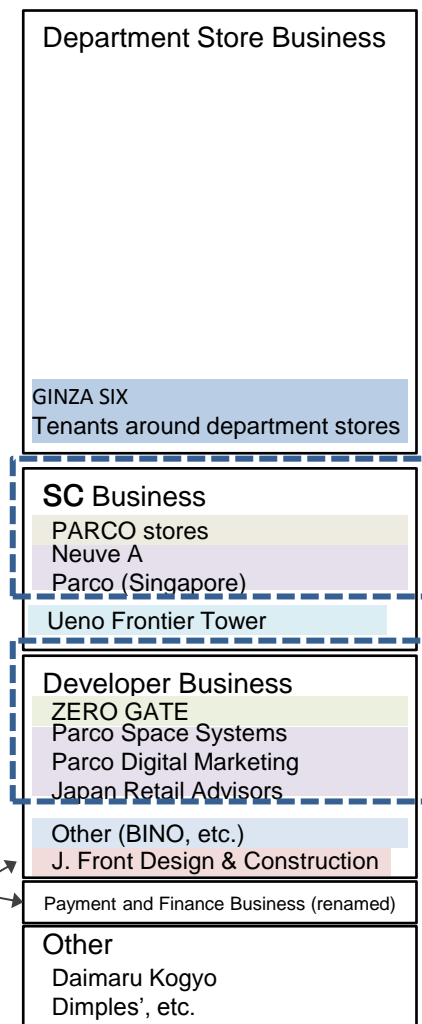 Department Store Business
GINZA SIX
Tenants around department stores
SC Business
PARCO stores
Neuve A
Parco (Singapore)
Ueno Frontier Tower
Developer Business
ZERO GATE
Parco Space Systems
Parco Digital Marketing
Japan Retail Advisors
Other (BINO, etc.)
J. Front Design & Construction
Payment and Finance Business (renamed)
Other
Daimaru Kogyo
Dimples’, etc.